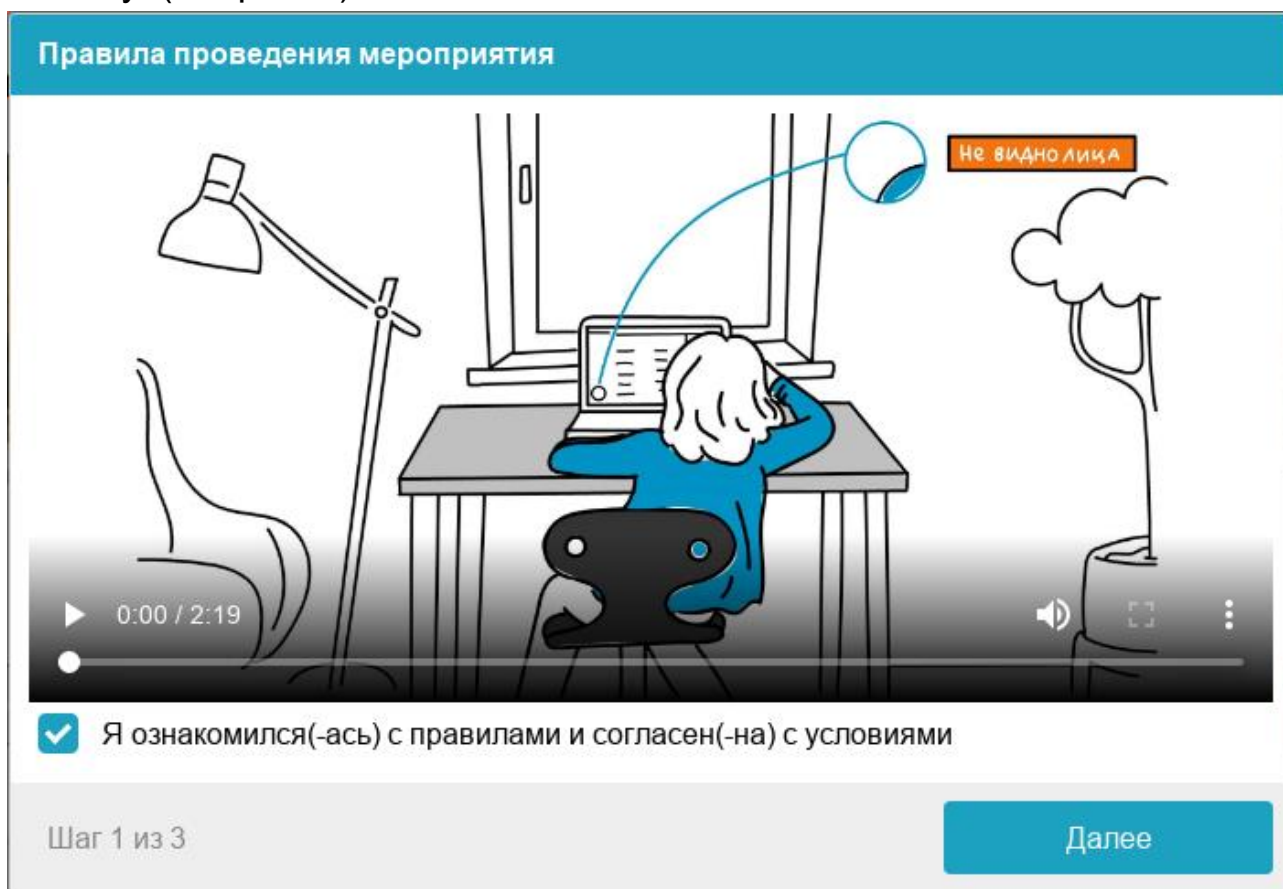 Правила проведения мероприятия
Не видно лица
0:00 / 2:19
Я ознакомился(-ась) с правилами и согласен(-на) с условиями
Шаг 1 из 3
Далее